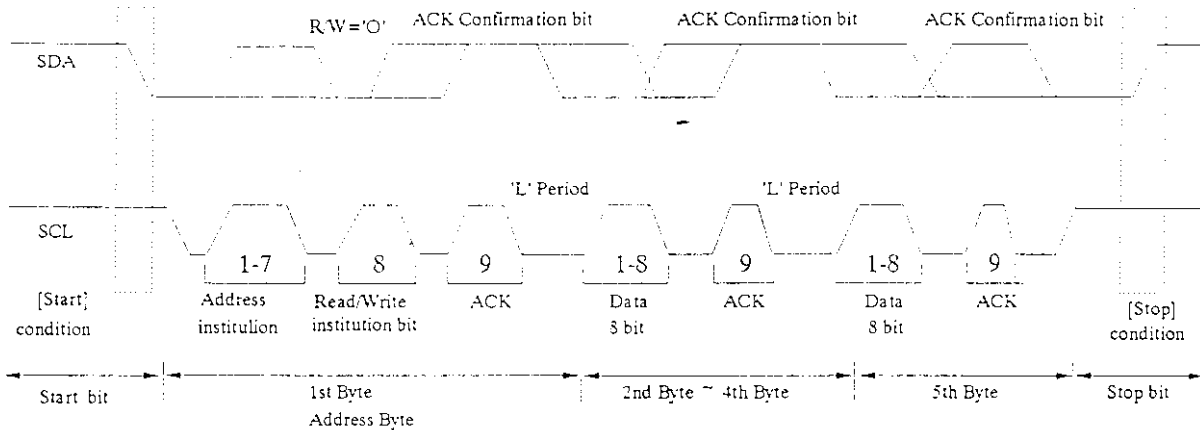 R/W='O'
ACK Confirmation bit
ACK Confirmation bit
ACK Confirmation bit
SDA
'L' Period
'L' Period
SCL
1-7
8
9
1-8
9
1-8
9
[Start]
condition
Address
institulion
Read/Write
institution bit
ACK
Data
8 bit
ACK
Data
8 bit
ACK
[Stop]
condition
Start bit
1st Byte
Address Byte
2nd Byte ~ 4th Byte
5th Byte
Stop bit